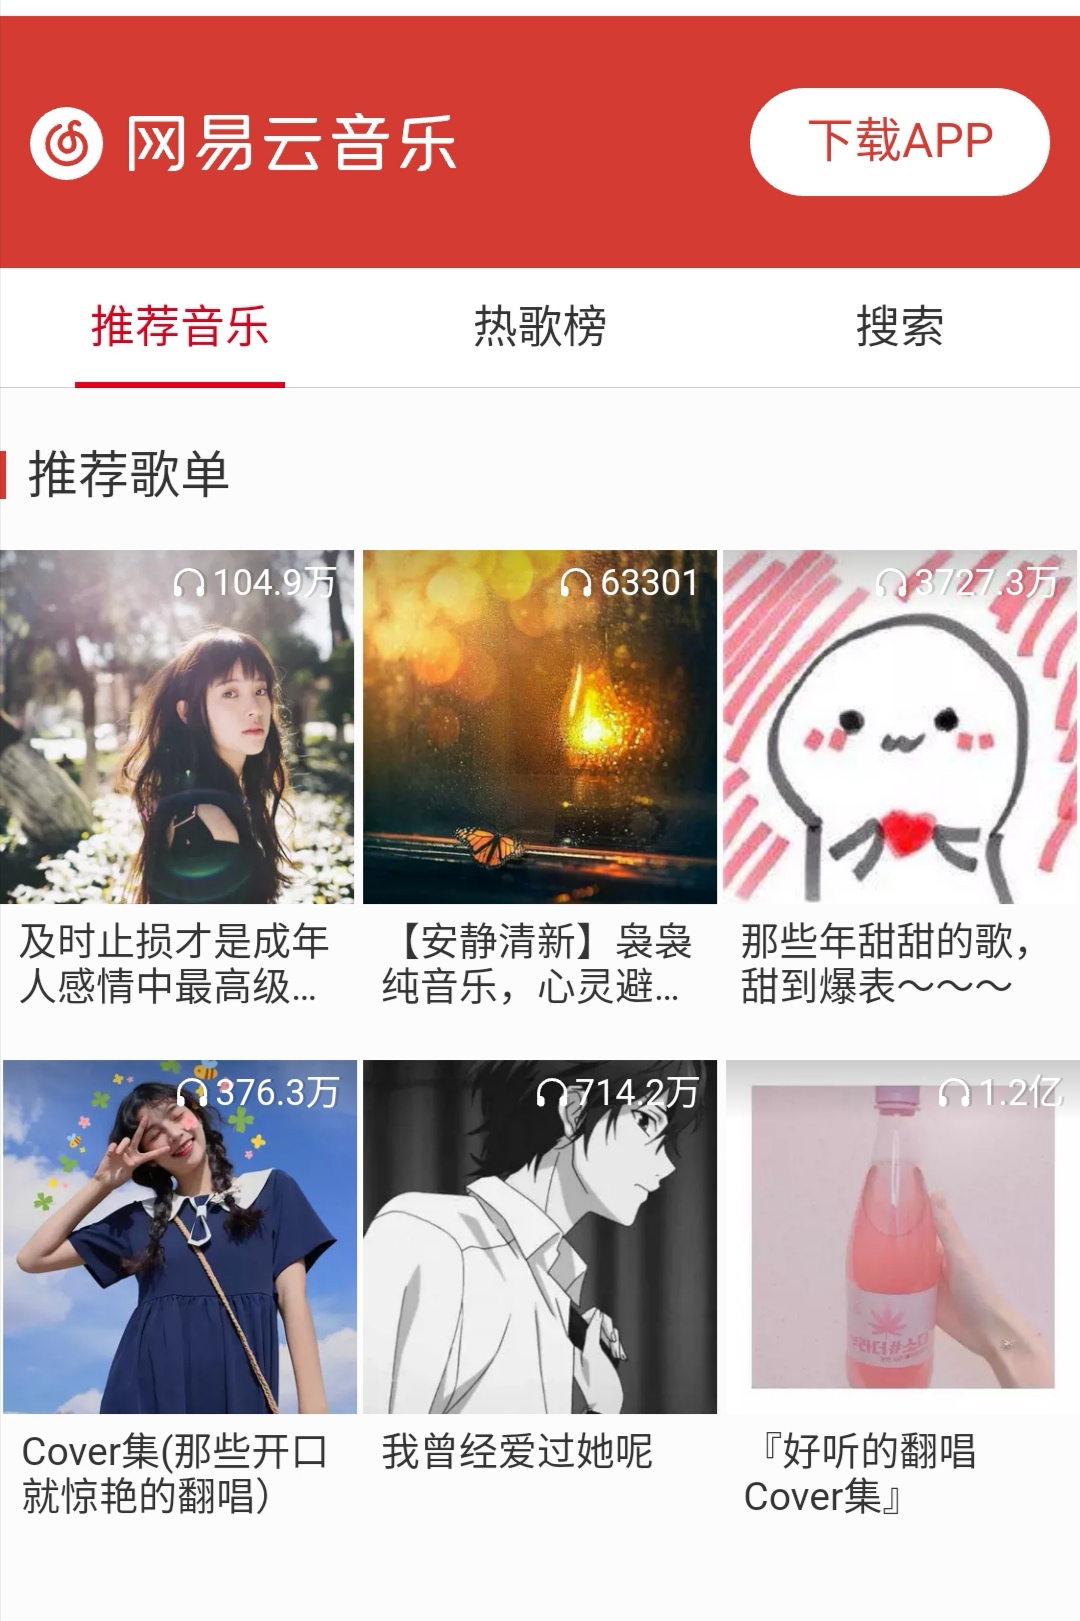 网易云音乐
下载APP
推荐音乐
热歌榜
搜索
推荐歌单
104.9万
63301
3727.3万
及时止损才是成年
人感情中最高级...
【安静清新】袅袅
纯音乐，心灵避...
那些年甜甜的歌，
甜到爆表～～～
376.3万
714.2万
1.2亿
Cover集(那些开口
就惊艳的翻唱）
我曾经爱过她呢
『好听的翻唱
Cover集』